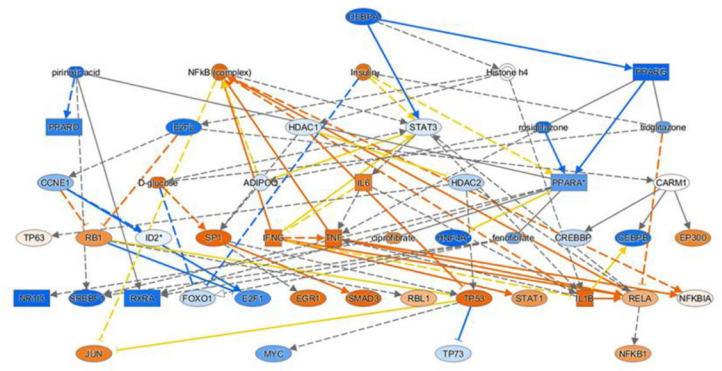 CEBPA
pirinixic acid
NFkB (complex)
Insulin
Histone h4
PPARG
PPARD
HDAC1
STAT3
rosiglitazone
troglitazone
CCNE1
D-glucose
ADIPOQ
IL6
HDAC2
PPARA*
CARM1
TP63
RB1
ID2*
SP1
IFNG
TNF
ciprofibrate
HNF4A*
fenofibrate
CREBBP
CEBPB
EP300
NR1I3
RXRA
FOXO1
E2F1
EGR1
SMAD3
RBL1
TP53
STAT1
IL1B
RELA
NFKBIA
JUN
MYC
TP73
NFKB1